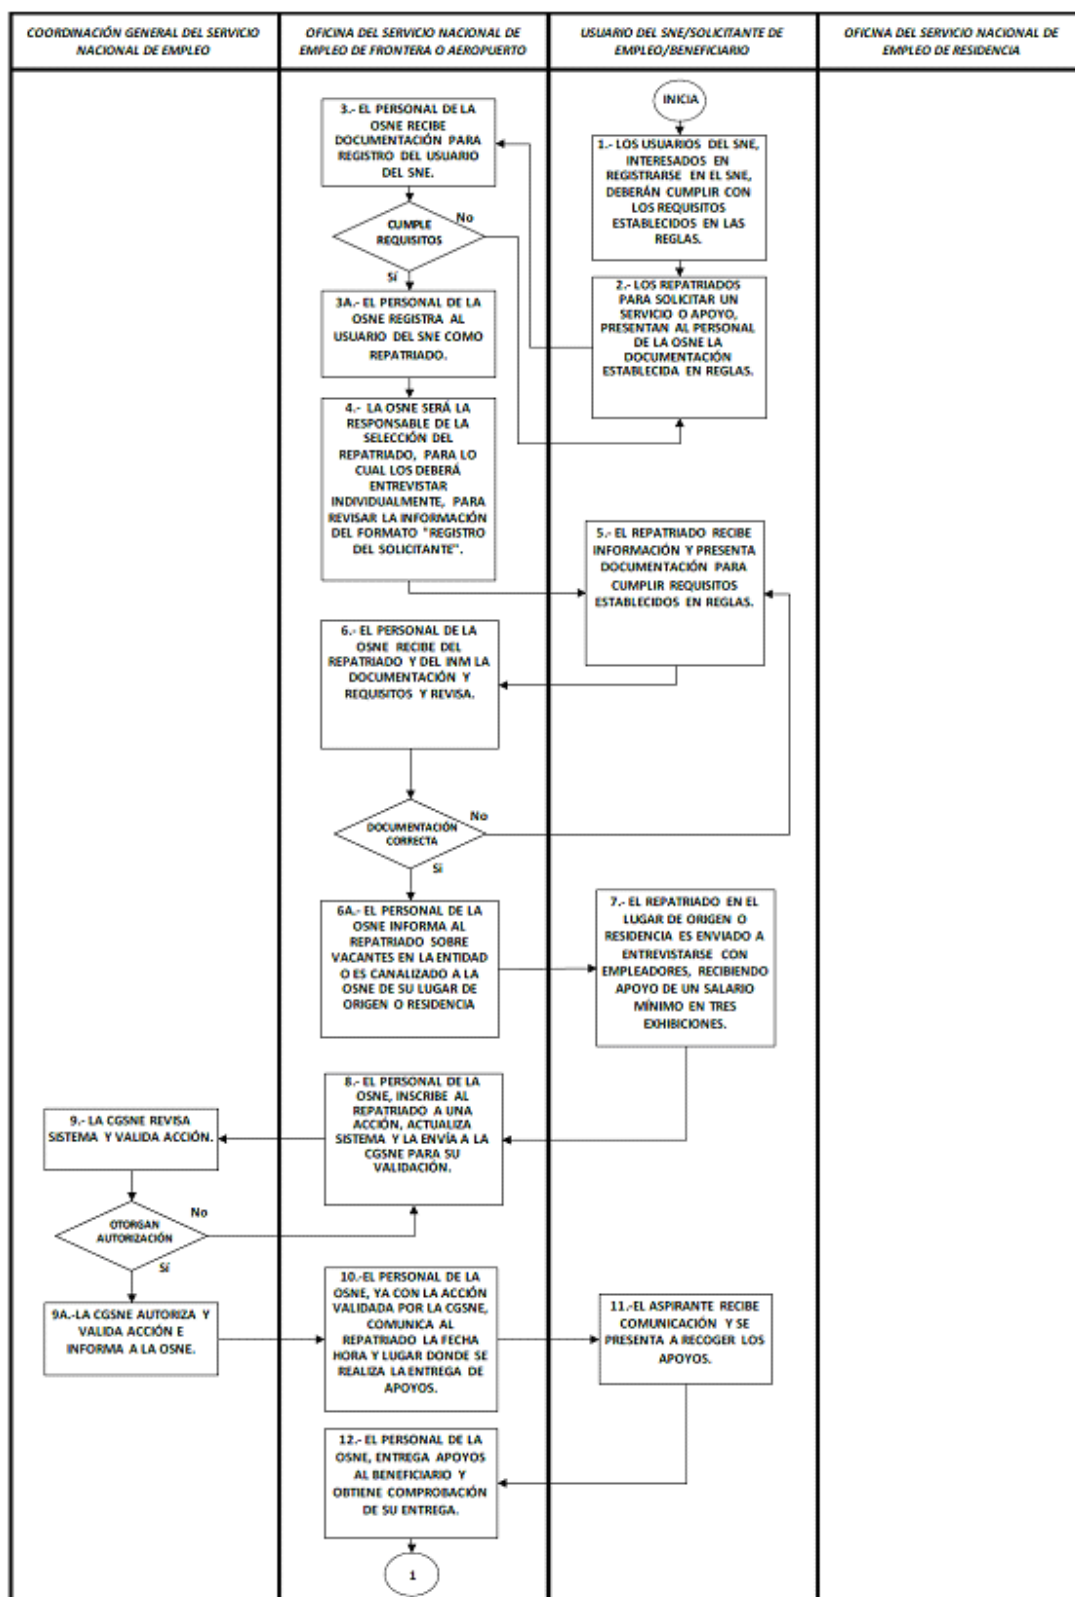 COORDINACIÓN GENERAL DEL SERVICIO
NACIONAL DE EMPLEO
OFICINA DEL SERVICIO NACIONAL DE
EMPLEO DE FRONTERA O AEROPUERTO
USUARIO DEL SNE/SOLICITANTE DE
EMPLEO/BENEFICIARIO
OFICINA DEL SERVICIO NACIONAL DE
EMPLEO DE RESIDENCIA
INICIA
1.- LOS USUARIOS DEL SNE,
INTERESADOS EN
REGISTRARSE EN EL SNE,
DEBERÁN CUMPLIR CON
LOS REQUISITOS
ESTABLECIDOS EN LAS
REGLAS.
2.- LOS REPATRIADOS
PARA SOLICITAR UN
SERVICIO O APOYO,
PRESENTAN AL PERSONAL
DE LA OSNE LA
DOCUMENTACIÓN
ESTABLECIDA EN REGLAS.
3.- EL PERSONAL DE LA
OSNE RECIBE
DOCUMENTACIÓN PARA
REGISTRO DEL USUARIO
DEL SNE.
CUMPLE
REQUISITOS
No
Sí
3A.- EL PERSONAL DE LA
OSNE REGISTRA AL
USUARIO DEL SNE COMO
REPATRIADO.
4.- LA OSNE SERÁ LA
RESPONSABLE DE LA
SELECCIÓN DEL
REPATRIADO, PARA LO
CUAL LOS DEBERÁ
ENTREVISTAR
INDIVIDUALMENTE, PARA
REVISAR LA INFORMACIÓN
DEL FORMATO "REGISTRO
DEL SOLICITANTE".
5.- EL REPATRIADO RECIBE
INFORMACIÓN Y PRESENTA
DOCUMENTACIÓN PARA
CUMPLIR REQUISITOS
ESTABLECIDOS EN REGLAS.
6.- EL PERSONAL DE LA
OSNE RECIBE DEL
REPATRIADO Y DEL INM LA
DOCUMENTACIÓN Y
REQUISITOS Y REVISA.
DOCUMENTACIÓN
CORRECTA
No
Sí
6A.- EL PERSONAL DE LA
OSNE INFORMA AL
REPATRIADO SOBRE
VACANTES EN LA ENTIDAD
O ES CANALIZADO A LA
OSNE DE SU LUGAR DE
ORIGEN O RESIDENCIA
7.- EL REPATRIADO EN EL
LUGAR DE ORIGEN O
RESIDENCIA ES ENVIADO A
ENTREVISTARSE CON
EMPLEADORES, RECIBIENDO
APOYO DE UN SALARIO
MÍNIMO EN TRES
EXHIBICIONES.
8.- EL PERSONAL DE LA
OSNE, INSCRIBE AL
REPATRIADO A UNA
ACCIÓN, ACTUALIZA
SISTEMA Y LA ENVÍA A LA
CGSNE PARA SU
VALIDACIÓN.
9.- LA CGSNE REVISA
SISTEMA Y VALIDA ACCIÓN.
OTORGAN
AUTORIZACIÓN
No
Sí
9A.-LA CGSNE AUTORIZA Y
VALIDA ACCIÓN E
INFORMA A LA OSNE.
10.-EL PERSONAL DE LA
OSNE, YA CON LA ACCIÓN
VALIDADA POR LA CGSNE,
COMUNICA AL
REPATRIADO LA FECHA
HORA Y LUGAR DONDE SE
REALIZA LA ENTREGA DE
APOYOS.
11.-EL ASPIRANTE RECIBE
COMUNICACIÓN Y SE
PRESENTA A RECOGER LOS
APOYOS.
12.- EL PERSONAL DE LA
OSNE, ENTREGA APOYOS
AL BENEFICIARIO Y
OBTIENE COMPROBACIÓN
DE SU ENTREGA.
1